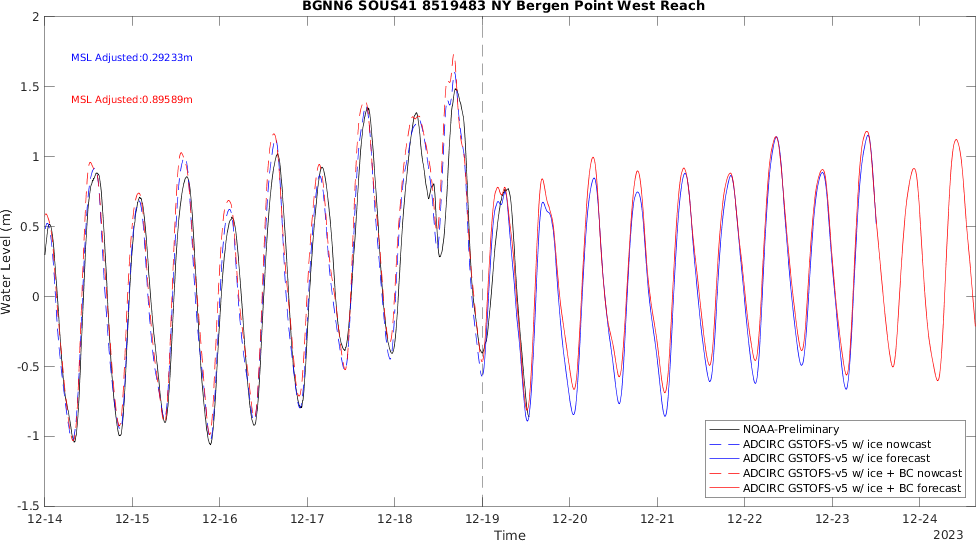 BGNN6 SOUS41 8519483 NY Bergen Point West Reach
MSL Adjusted:0.29233m
MSL Adjusted:0.89589m
Water Level (m)
2
1.5
1
0.5
0
-0.5
-1
-1.5
NOAA-Preliminary
ADCIRC GSTOFS-v5 w/ ice nowcast
ADCIRC GSTOFS-v5 w/ ice forecast
ADCIRC GSTOFS-v5 w/ ice + BC nowcast
ADCIRC GSTOFS-v5 w/ ice + BC forecast
12-14 12-15 12-16 12-17 12-18 12-19 12-20 12-21 12-22 12-23 12-24
Time
2023